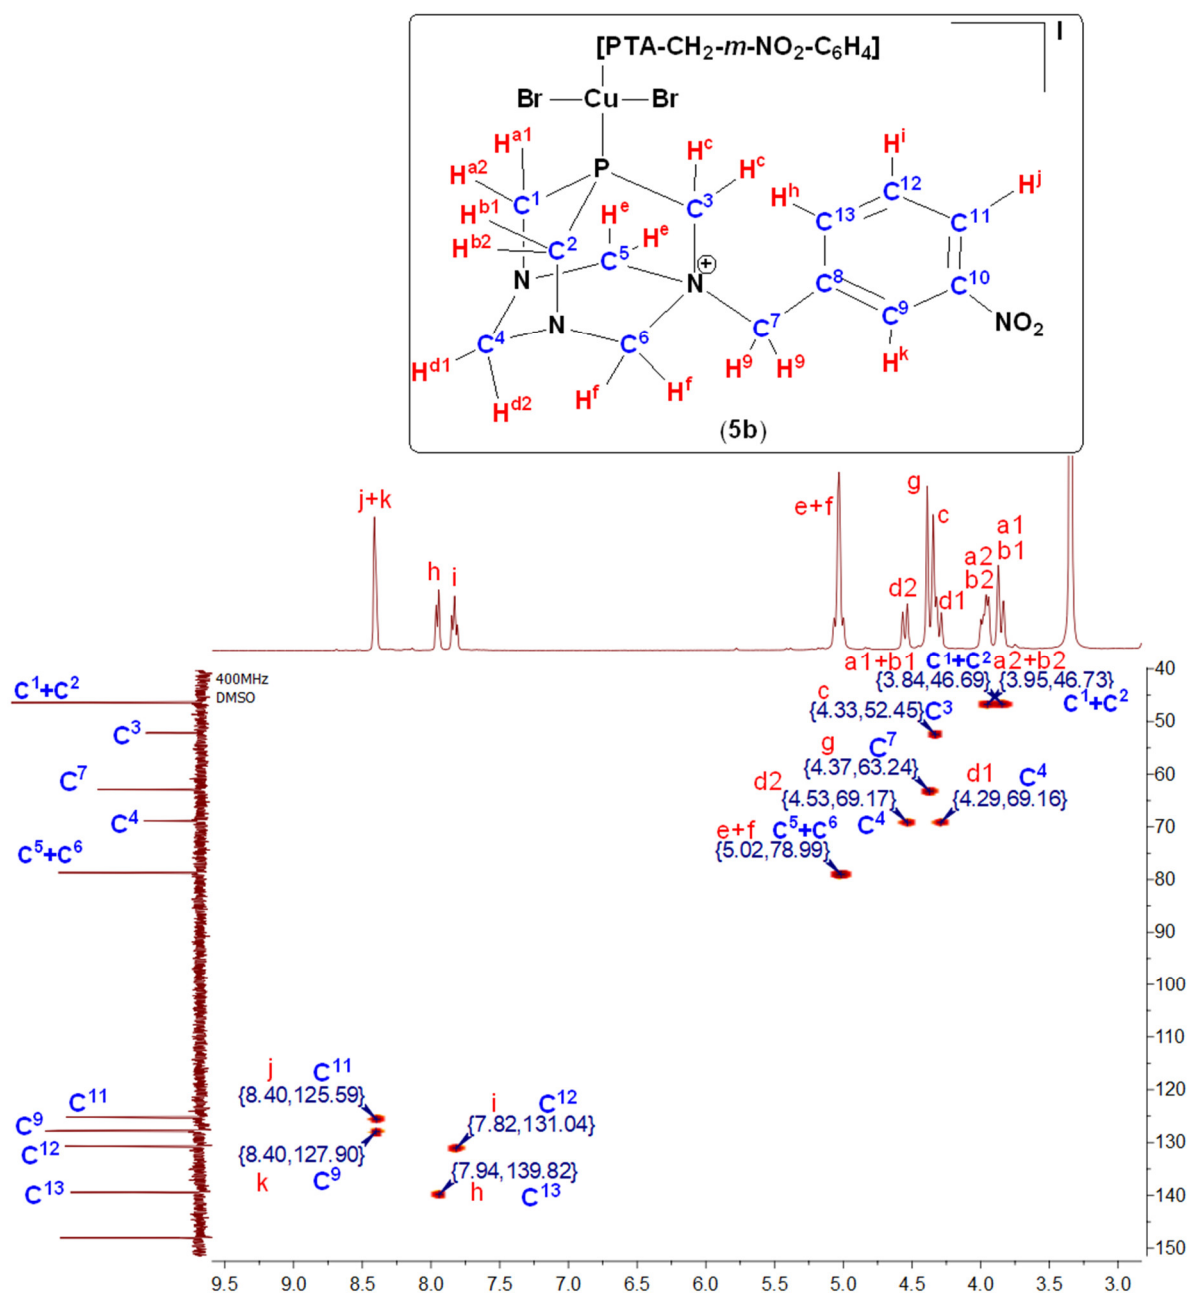 [PTA-CH₂-m-NO₂-C₆H₄]
I
Br Cu Br
Hᵃ¹
Hᶜ
Hᶜ
Hⁱ
Hᵃ²
P
Hʲ
C¹
C³
Hʰ
C¹²
Hᵇ¹
Hᵉ
C¹³
C¹¹
Hᵇ²
C²
Hᵉ
C⁵
N
N
⊕
C⁸
C¹⁰
N
C⁹
NO₂
C⁴
C⁶
C⁷
Hᵈ¹
H⁹ H⁹
Hᵏ
Hᵈ²
Hᶠ
Hᶠ
(5b)
j+k
h
i
e+f
g
c
d2
d1
a2
b2
a1
b1
400MHz
DMSO
a1+b1 C¹+C² a2+b2
{3.84,46.69} {3.95,46.73}
C¹+C²
c
{4.33,52.45} C³
g
C⁷
{4.37,63.24}
d2
d1
C⁴
{4.53,69.17} {4.29,69.16}
e+f C⁵+C⁶ C⁴
{5.02,78.99}
C¹+C²
C³
C⁷
C⁴
C⁵+C⁶
C¹¹
C⁹
C¹²
C¹³
j C¹¹
{8.40,125.59}
i C¹²
{7.82,131.04}
{8.40,127.90}
k C⁹
{7.94,139.82}
h C¹³
40
50
60
70
80
90
100
110
120
130
140
150
9.5 9.0 8.5 8.0 7.5 7.0 6.5 6.0 5.5 5.0 4.5 4.0 3.5 3.0